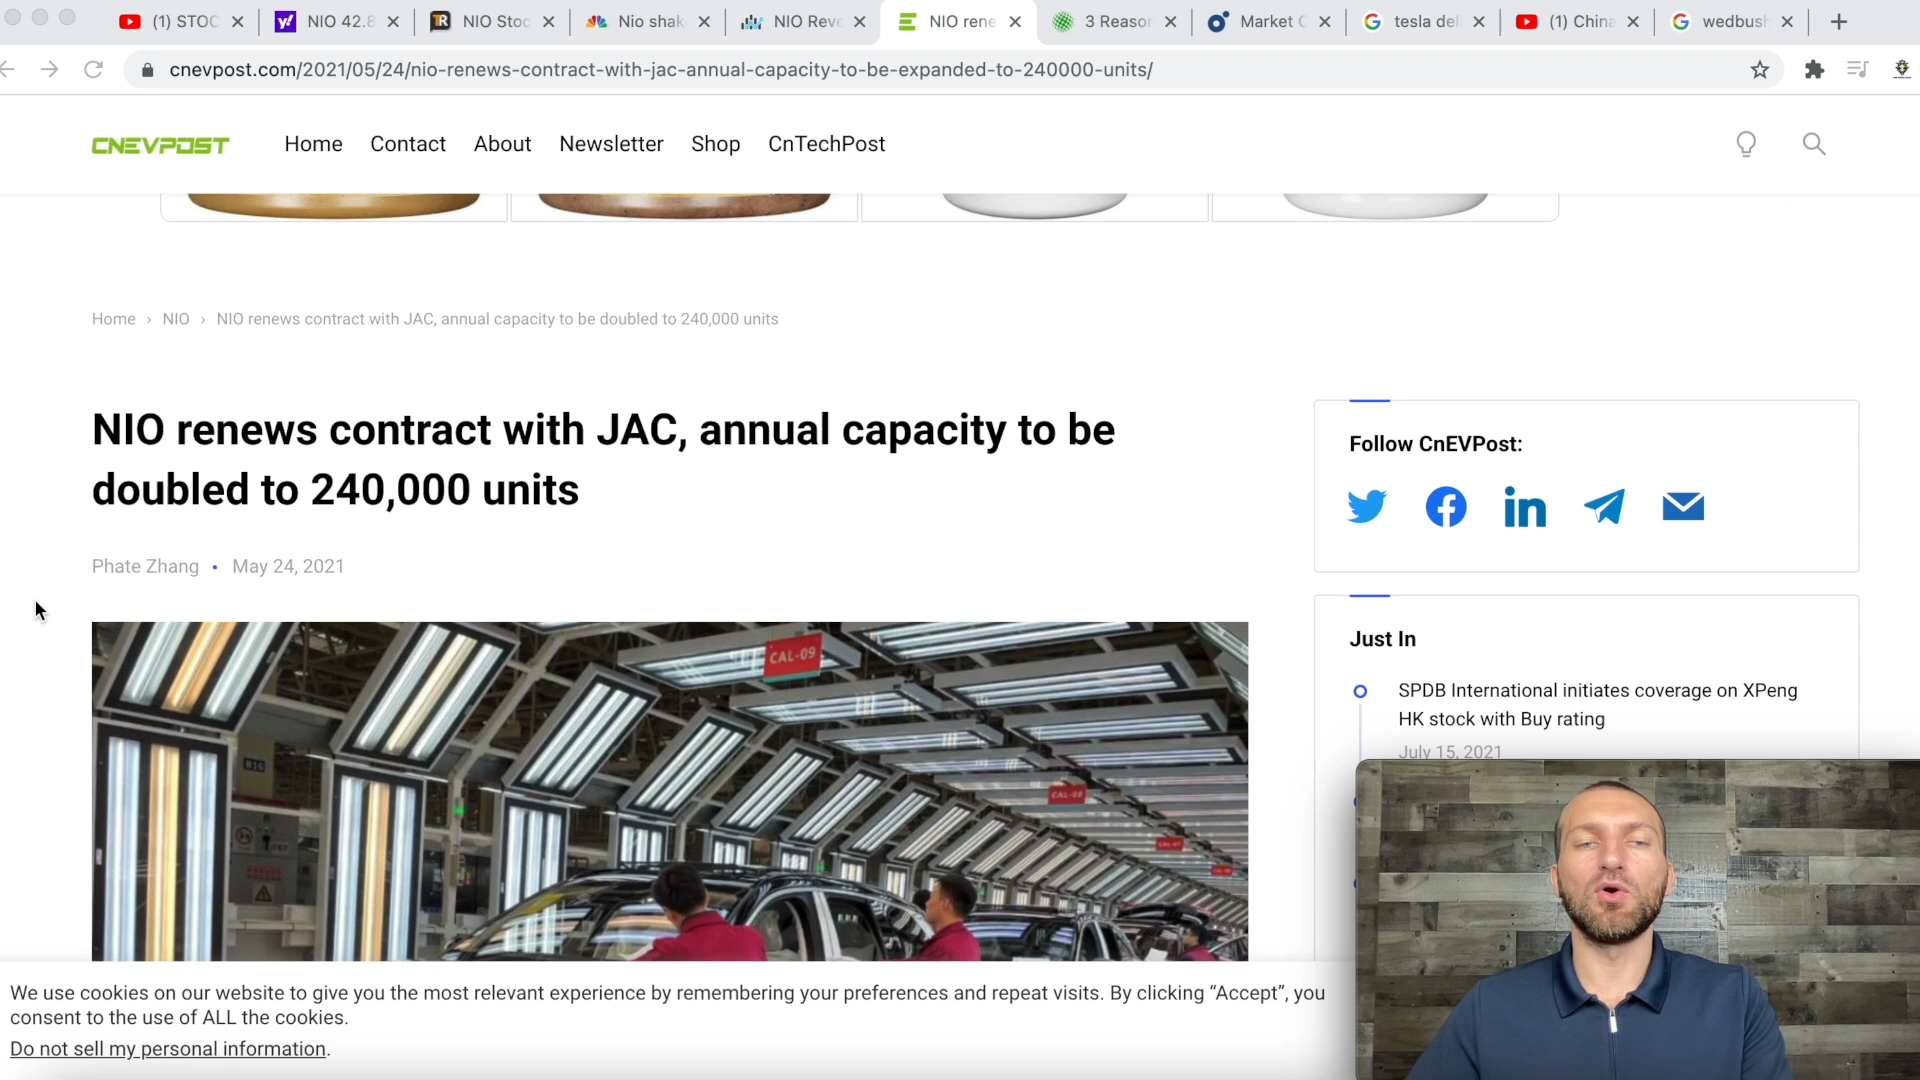 (1) STOC
NIO 42.8
NIO Stoc
Nio shak
NIO Reve
NIO rene
3 Reason
Market C
tesla del
(1) China
wedbush
cnevpost.com/2021/05/24/nio-renews-contract-with-jac-annual-capacity-to-be-expanded-to-240000-units/
CNEVPOST
Home
Contact
About
Newsletter
Shop
CnTechPost
Home › NIO › NIO renews contract with JAC, annual capacity to be doubled to 240,000 units
NIO renews contract with JAC, annual capacity to be
doubled to 240,000 units
Phate Zhang • May 24, 2021
Follow CnEVPost:
Just In
SPDB International initiates coverage on XPeng
HK stock with Buy rating
July 15, 2021
CAL-09
CAL-08
We use cookies on our website to give you the most relevant experience by remembering your preferences and repeat visits. By clicking “Accept”, you
consent to the use of ALL the cookies.
Do not sell my personal information.